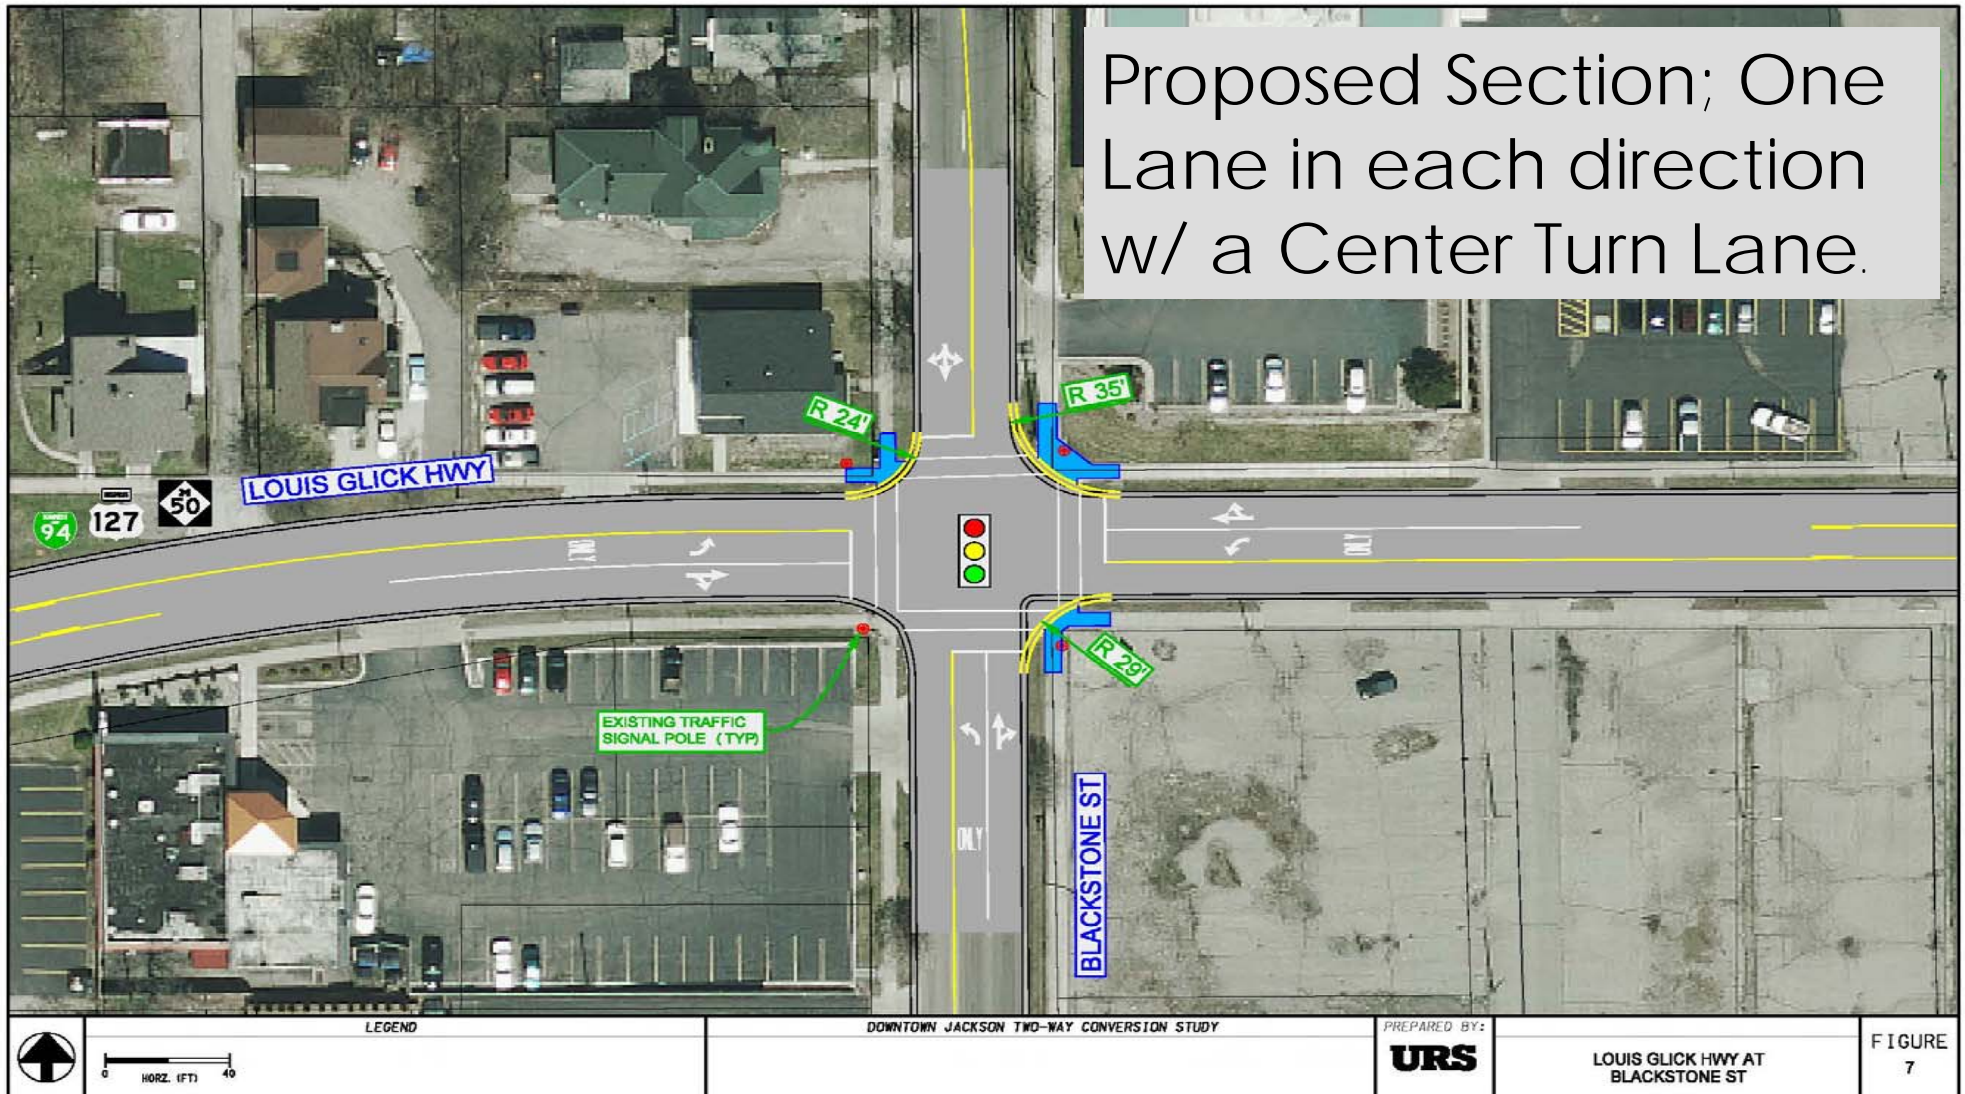 Proposed Section; One
Lane in each direction
w/ a Center Turn Lane.
R 24'
R 35'
LOUIS GLICK HWY
94
127
M
50
ONLY
ONLY
R 29'
EXISTING TRAFFIC
SIGNAL POLE (TYP)
ONLY
BLACKSTONE ST
LEGEND
0 40
HORZ. (FT)
DOWNTOWN JACKSON TWO-WAY CONVERSION STUDY
PREPARED BY:
URS
LOUIS GLICK HWY AT
BLACKSTONE ST
FIGURE
7